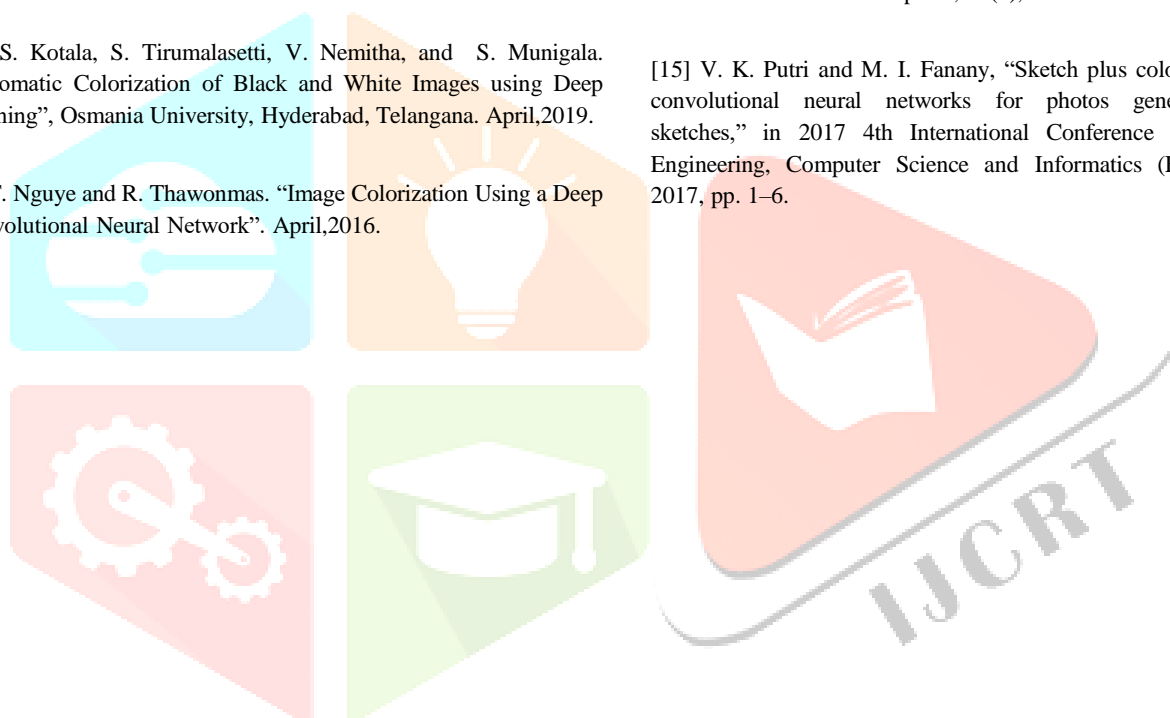 S. Kotala, S. Tirumalasetti, V. Nemitha, and S. Munigala.
omatic Colorization of Black and White Images using Deep
ning”, Osmania University, Hyderabad, Telangana. April,2019.
. Nguye and R. Thawonmas. “Image Colorization Using a Deep
volutional Neural Network”. April,2016.
[15] V. K. Putri and M. I. Fanany, “Sketch plus colo
convolutional neural networks for photos gene
sketches,” in 2017 4th International Conference
Engineering, Computer Science and Informatics (
2017, pp. 1–6.
IJCRT